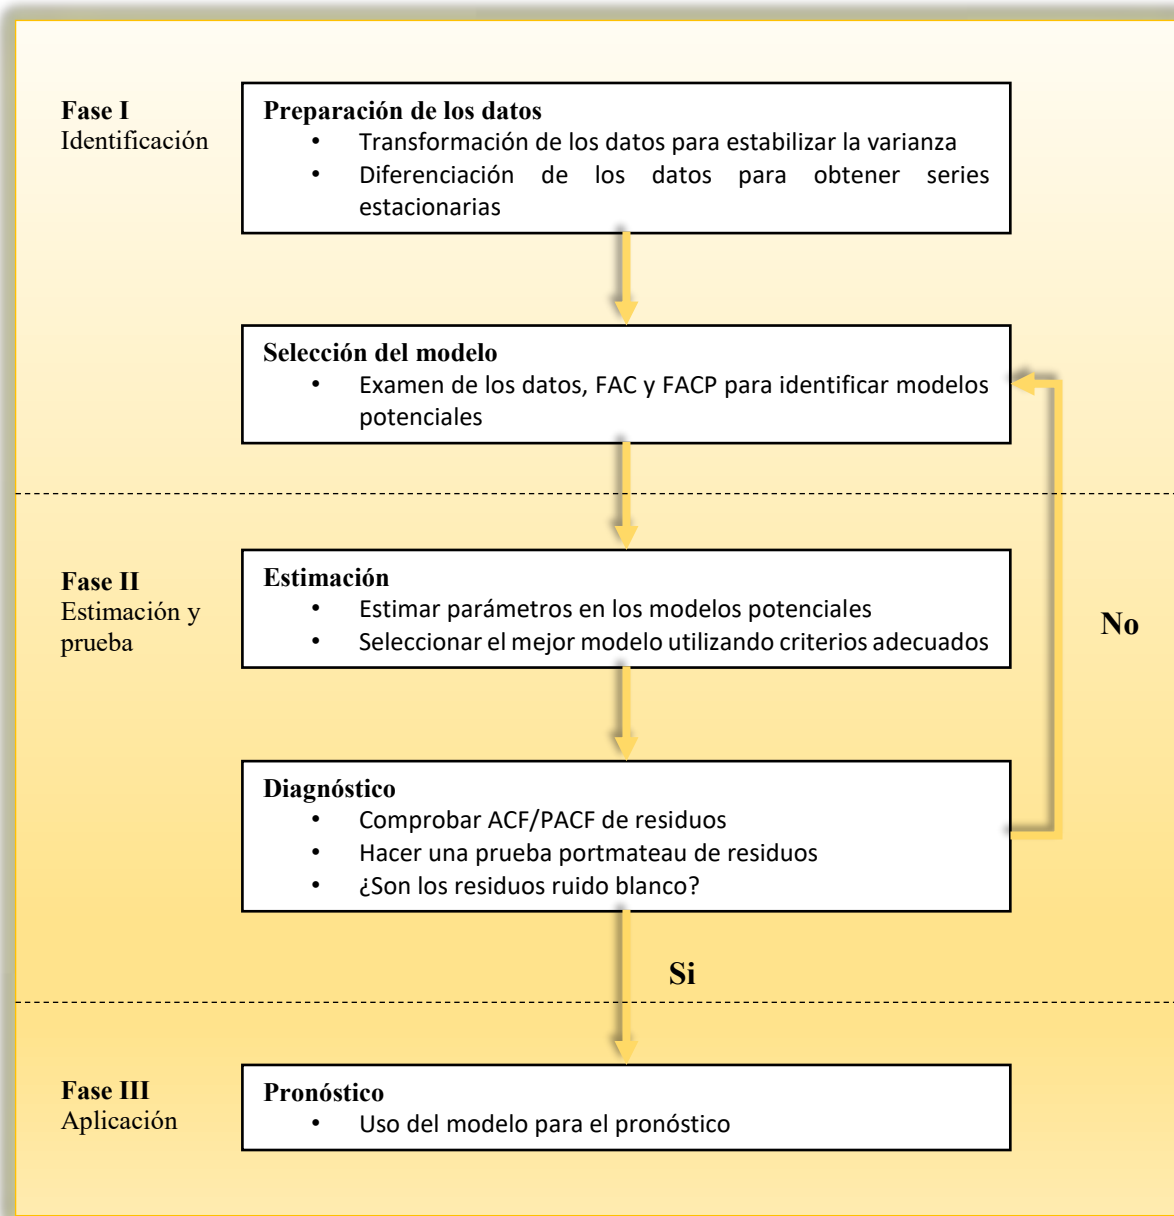 Fase I
Identificación
Preparación de los datos
• Transformación de los datos para estabilizar la varianza
• Diferenciación de los datos para obtener series
estacionarias
Selección del modelo
• Examen de los datos, FAC y FACP para identificar modelos
potenciales
Fase II
Estimación y
prueba
Estimación
• Estimar parámetros en los modelos potenciales
• Seleccionar el mejor modelo utilizando criterios adecuados
No
Diagnóstico
• Comprobar ACF/PACF de residuos
• Hacer una prueba portmateau de residuos
• ¿Son los residuos ruido blanco?
Si
Fase III
Aplicación
Pronóstico
• Uso del modelo para el pronóstico